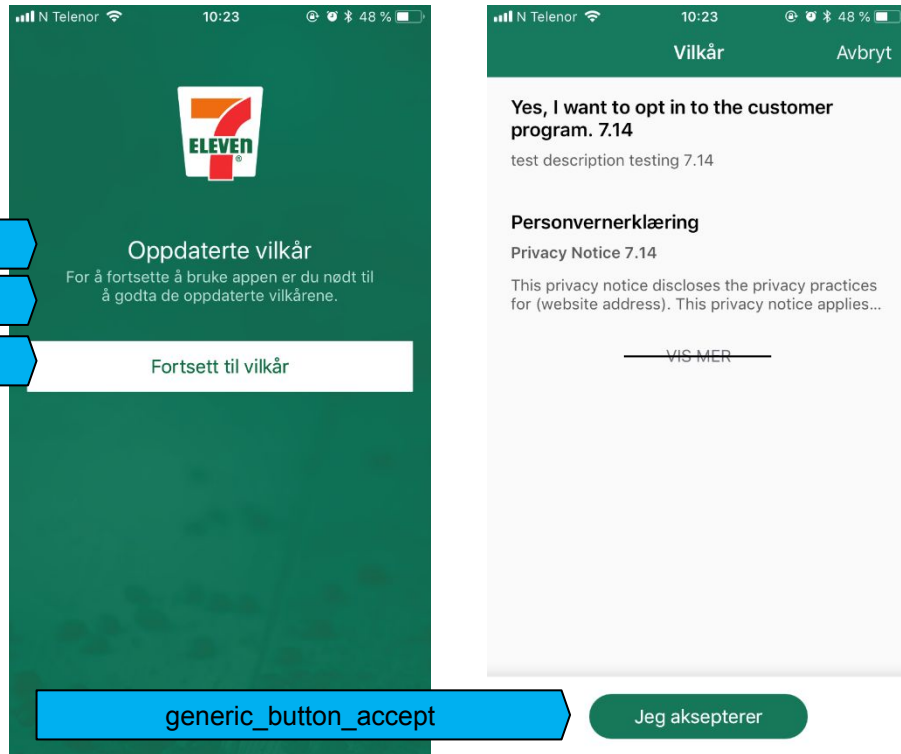 N Telenor 10:23 48 %
7
ELEVEn
®
Oppdaterte vilkår
For å fortsette å bruke appen er du nødt til
å godta de oppdaterte vilkårene.
Fortsett til vilkår
N Telenor 10:23 48 %
Vilkår Avbryt
Yes, I want to opt in to the customer
program. 7.14
test description testing 7.14
Personvernerklæring
Privacy Notice 7.14
This privacy notice discloses the privacy practices
for (website address). This privacy notice applies...
VIS MER
generic_button_accept
Jeg aksepterer